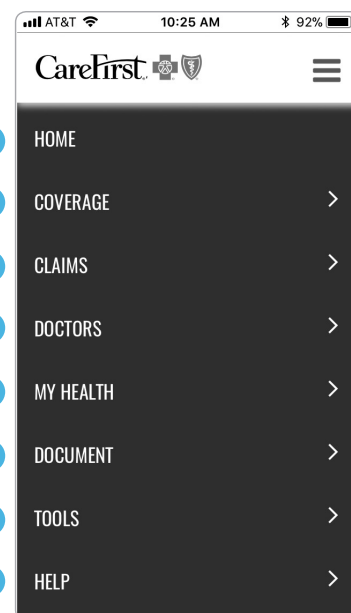 AT&T 10:25 AM 92%
CareFirst
HOME
COVERAGE
CLAIMS
DOCTORS
MY HEALTH
DOCUMENT
TOOLS
HELP